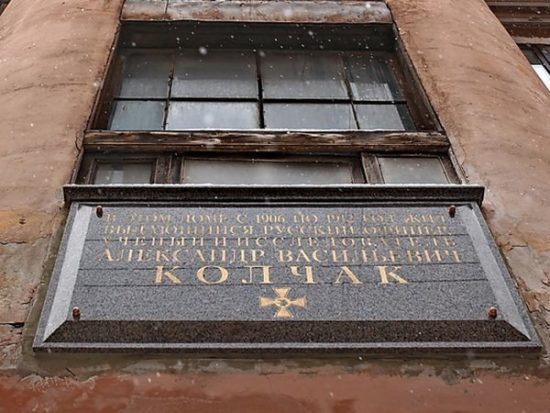 В ЭТОМ ДОМЕ С 1906 ПО 1912 ГОД ЖИЛ
ВЫДАЮЩИЙСЯ РУССКИЙ ОФИЦЕР,
УЧЕНЫЙ И ИССЛЕДОВАТЕЛЬ
АЛЕКСАНДР ВАСИЛЬЕВИЧ
КОЛЧАК